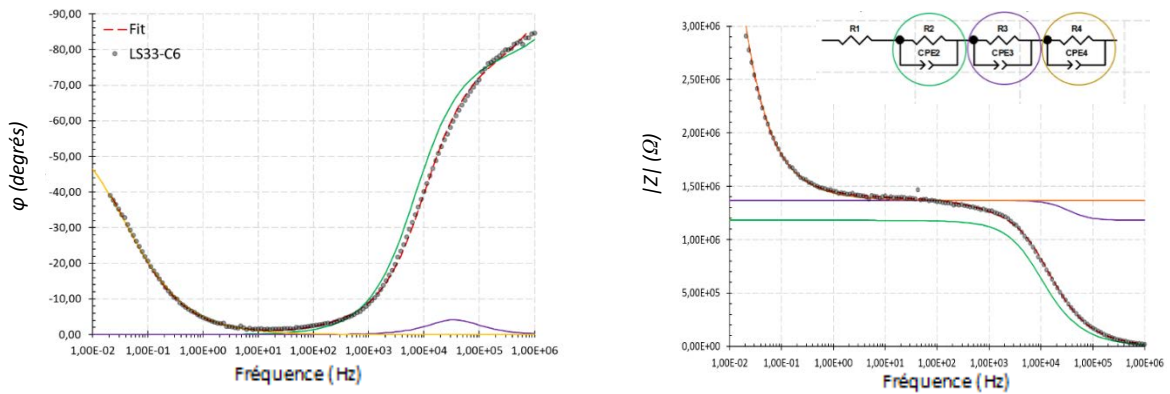 -90,00
-80,00
-70,00
-60,00
-50,00
-40,00
-30,00
-20,00
-10,00
0,00
φ (degrés)
Fit
LS33-C6
1,00E-02 1,00E-01 1,00E+00 1,00E+01 1,00E+02 1,00E+03 1,00E+04 1,00E+05 1,00E+06
Fréquence (Hz)
3,00E+06
2,50E+06
2,00E+06
1,50E+06
1,00E+06
5,00E+05
0,00E+00
|Z| (Ω)
R1 R2 R3 R4
CPE2 CPE3 CPE4
1,00E-02 1,00E-01 1,00E+00 1,00E+01 1,00E+02 1,00E+03 1,00E+04 1,00E+05 1,00E+06
Fréquence (Hz)